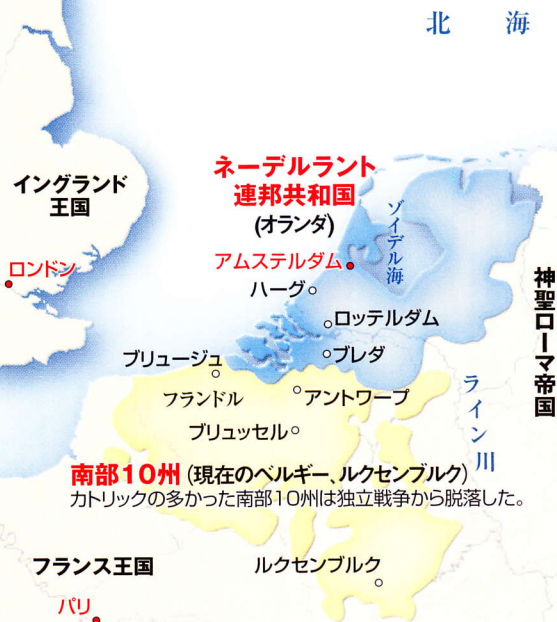 北 海
ネーデルラント
連邦共和国
(オランダ)
イングランド
王国
ゾイデル海
アムステルダム
ロンドン
神聖ローマ帝国
ハーグ
ロッテルダム
ブリュージュ
ブレダ
ライン川
フランドル
アントワープ
ブリュッセル
南部10州(現在のベルギー、ルクセンブルク)
カトリックの多かった南部10州は独立戦争から脱落した。
フランス王国
ルクセンブルク
パリ